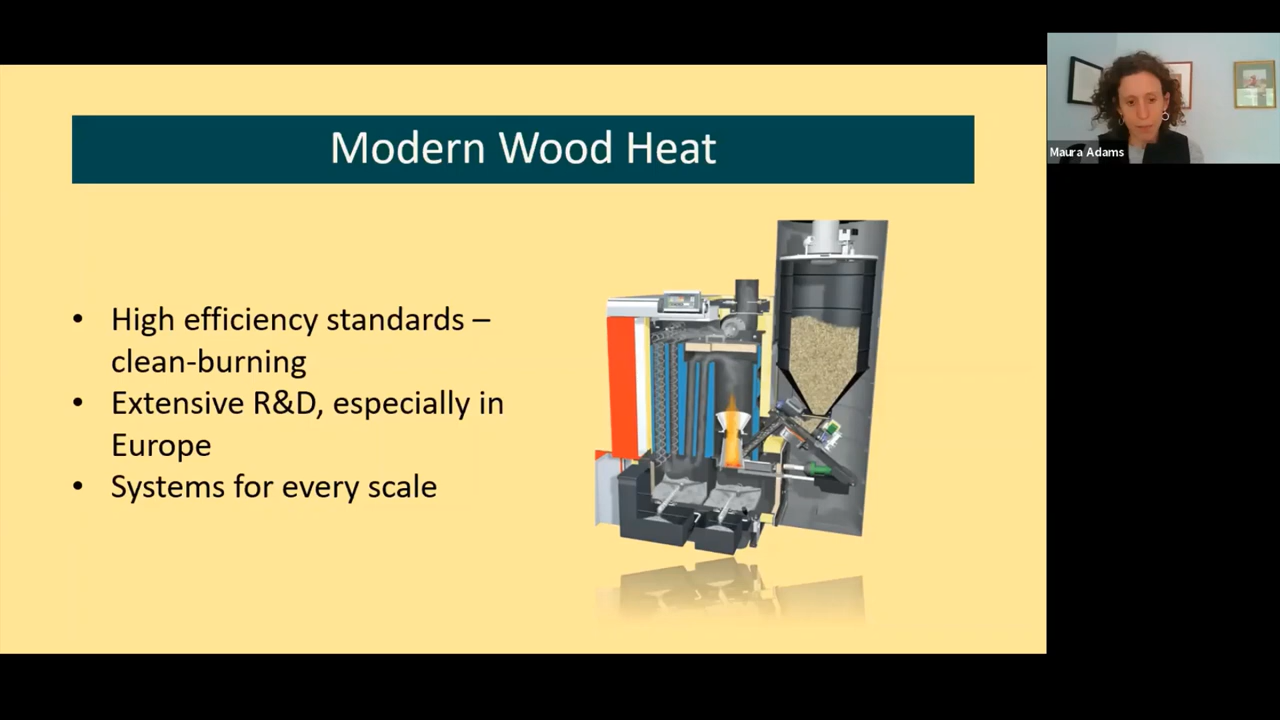 Modern Wood Heat
• High efficiency standards –
clean-burning
• Extensive R&D, especially in
Europe
• Systems for every scale
Maura Adams